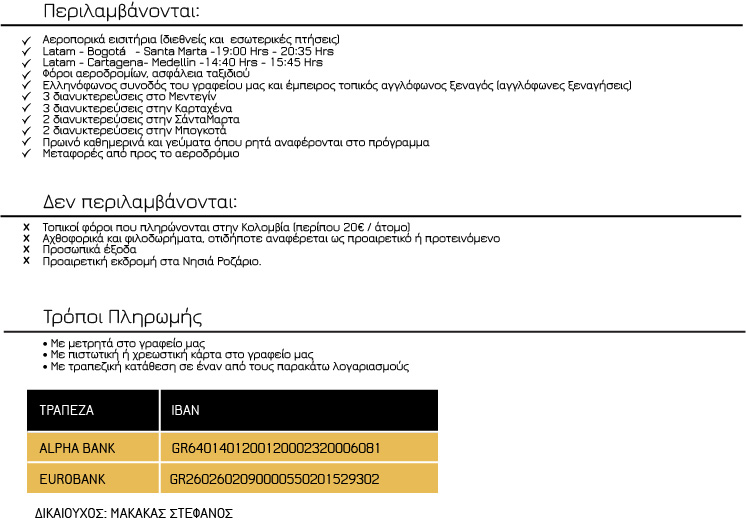 Περιλαμβάνονται:
✓ Αεροπορικά εισιτήρια (διεθνείς και εσωτερικές πτήσεις)
✓ Latam - Bogotá - Santa Marta -19:00 Hrs - 20:35 Hrs
✓ Latam - Cartagena- Medellin -14:40 Hrs - 15:45 Hrs
✓ Φόροι αεροδρομίων, ασφάλεια ταξιδιού
✓ Ελληνόφωνος συνοδός του γραφείου μας και έμπειρος τοπικός αγγλόφωνος ξεναγός (αγγλόφωνες ξεναγήσεις)
✓ 3 διανυκτερεύσεις στο Μεντεγίν
✓ 3 διανυκτερεύσεις στην Καρταχένα
✓ 2 διανυκτερεύσεις στην ΣάνταΜαρτα
✓ 2 διανυκτερεύσεις στην Μπογκοτά
✓ Πρωινό καθημερινά και γεύματα όπου ρητά αναφέρονται στο πρόγραμμα
✓ Μεταφορές από προς το αεροδρόμιο
Δεν περιλαμβάνονται:
x Τοπικοί φόροι που πληρώνονται στην Κολομβία (περίπου 20€ / άτομο)
x Αχθοφορικά και φιλοδωρήματα, οτιδήποτε αναφέρεται ως προαιρετικό ή προτεινόμενο
x Προσωπικά έξοδα
x Προαιρετική εκδρομή στα Νησιά Ροζάριο.
Τρόποι Πληρωμής
• Με μετρητά στο γραφείο μας
• Με πιστωτική ή χρεωστική κάρτα στο γραφείο μας
• Με τραπεζική κατάθεση σε έναν από τους παρακάτω λογαριασμούς
ΤΡΑΠΕΖΑ IBAN
ALPHA BANK GR6401401200120002320006081
EUROBANK GR2602602090000550201529302
ΔΙΚΑΙΟΥΧΟΣ: ΜΑΚΑΚΑΣ ΣΤΕΦΑΝΟΣ